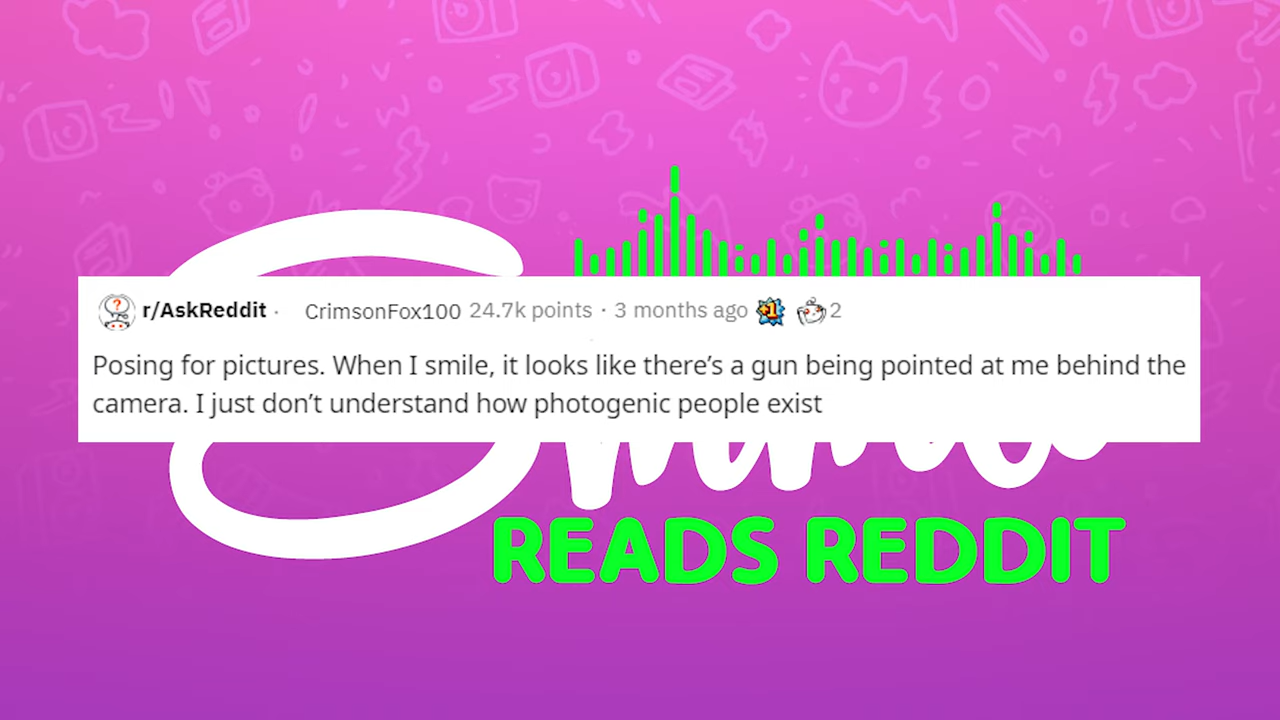 r/AskReddit · CrimsonFox100 24.7k points · 3 months ago 2
Posing for pictures. When I smile, it looks like there's a gun being pointed at me behind the
camera. I just don't understand how photogenic people exist
READS REDDIT